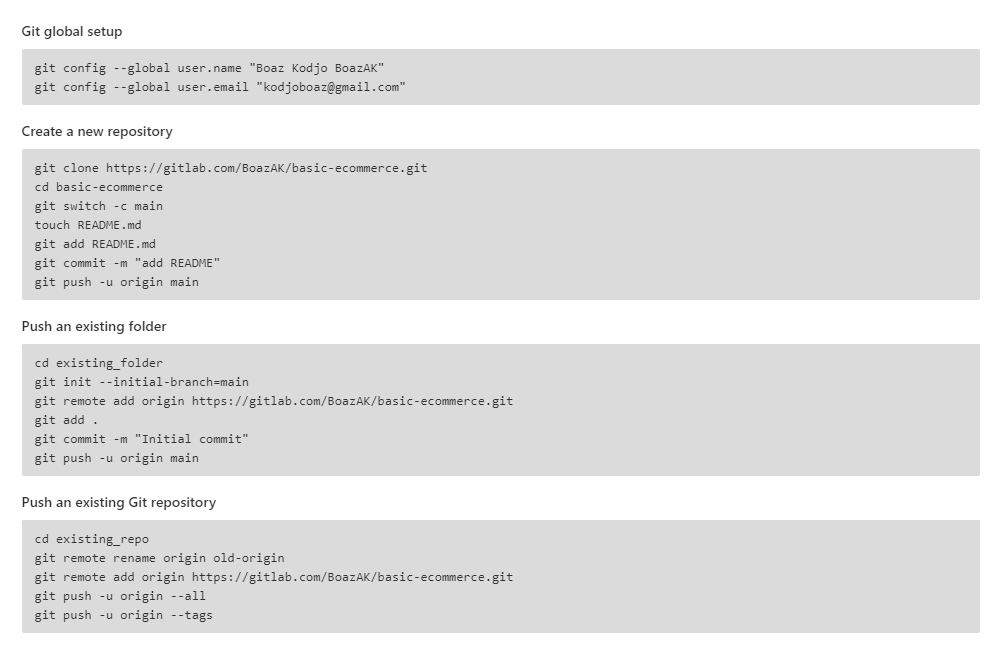 Git global setup
git config --global user.name "Boaz Kodjo BoazAK"
git config --global user.email "kodjoboaz@gmail.com"
Create a new repository
git clone https://gitlab.com/BoazAK/basic-ecommerce.git
cd basic-ecommerce
git switch -c main
touch README.md
git add README.md
git commit -m "add README"
git push -u origin main
Push an existing folder
cd existing_folder
git init --initial-branch=main
git remote add origin https://gitlab.com/BoazAK/basic-ecommerce.git
git add .
git commit -m "Initial commit"
git push -u origin main
Push an existing Git repository
cd existing_repo
git remote rename origin old-origin
git remote add origin https://gitlab.com/BoazAK/basic-ecommerce.git
git push -u origin --all
git push -u origin --tags